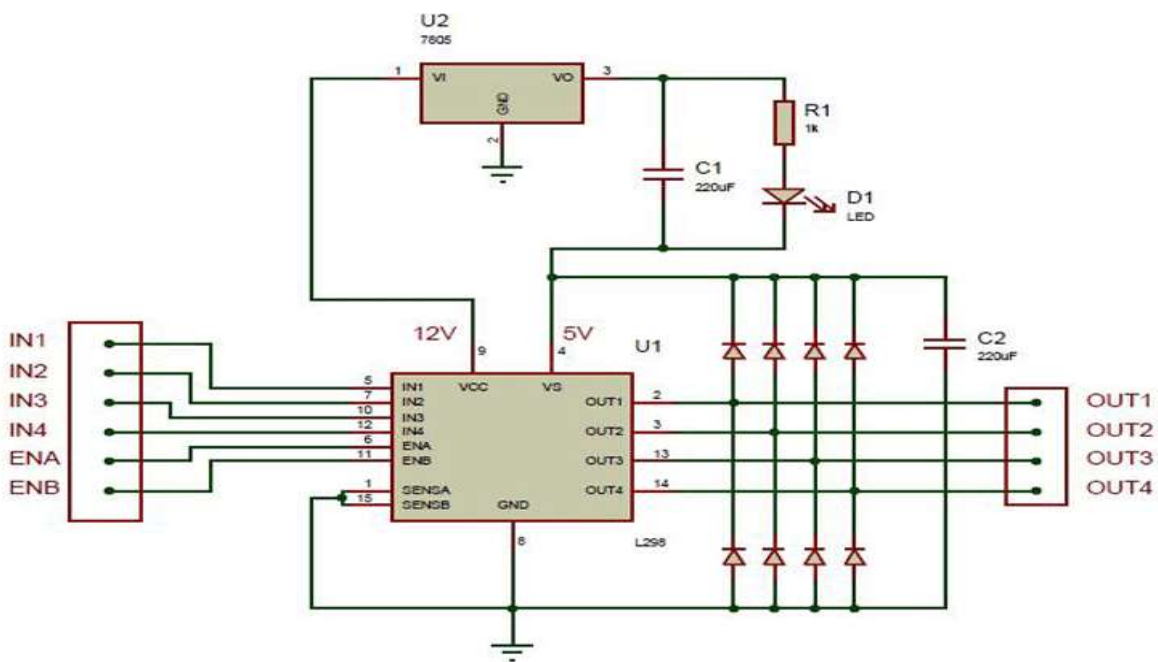 U2
7805
1
VI
VO
3
GND
2
R1
1k
C1
220uF
D1
LED
12V
5V
U1
9
4
C2
220uF
IN1
IN2
IN3
IN4
ENA
ENB
5
7
10
12
6
11
1
15
IN1
IN2
IN3
IN4
ENA
ENB
SENSA
SENSB
VCC
VS
GND
OUT1
OUT2
OUT3
OUT4
2
3
13
14
8
L298
OUT1
OUT2
OUT3
OUT4